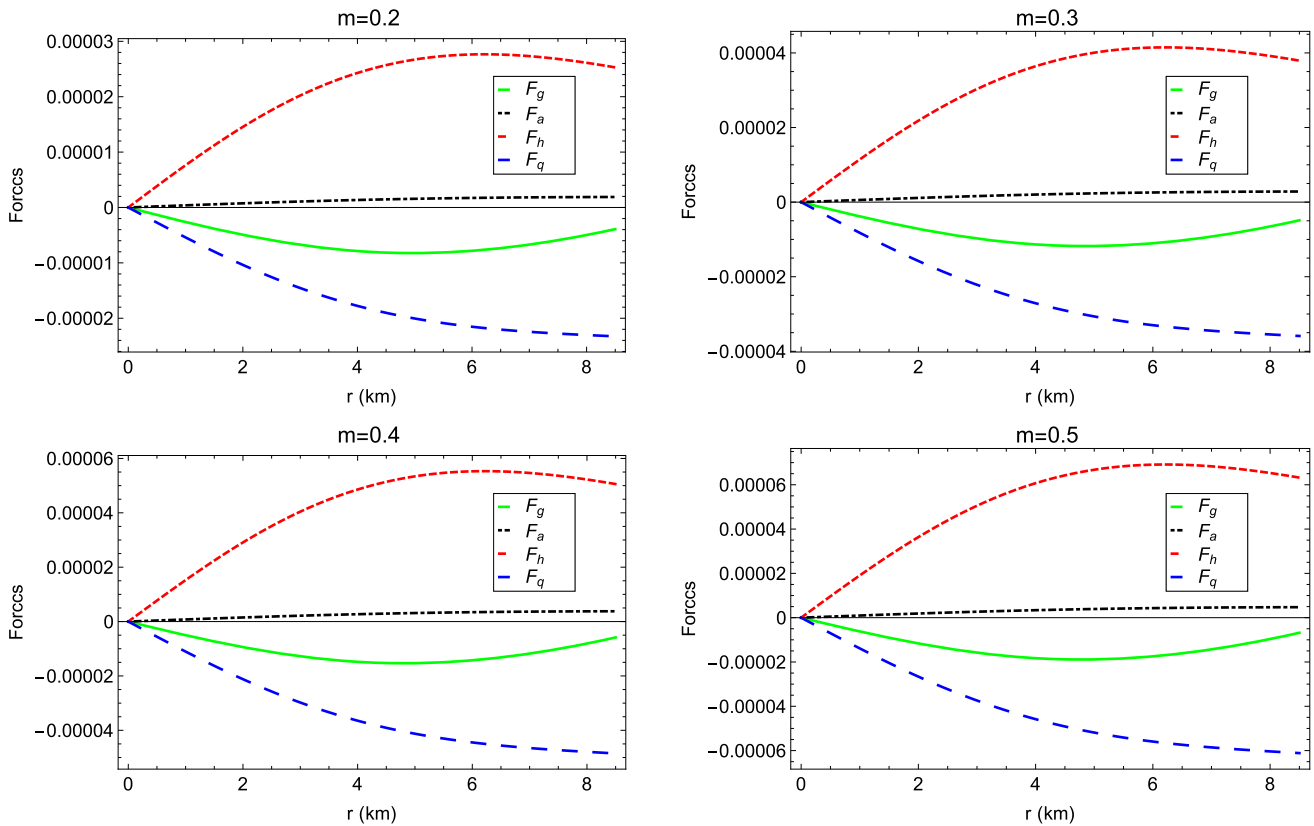 m=0.2
0.00003
0.00002
0.00001
0
−0.00001
−0.00002
Forccs
F_g
F_a
F_h
F_q
0 2 4 6 8
r (km)
m=0.3
0.00004
0.00002
0
−0.00002
−0.00004
Forccs
F_g
F_a
F_h
F_q
0 2 4 6 8
r (km)
m=0.4
0.00006
0.00004
0.00002
0
−0.00002
−0.00004
Forccs
F_g
F_a
F_h
F_q
0 2 4 6 8
r (km)
m=0.5
0.00006
0.00004
0.00002
0
−0.00002
−0.00004
−0.00006
Forccs
F_g
F_a
F_h
F_q
0 2 4 6 8
r (km)